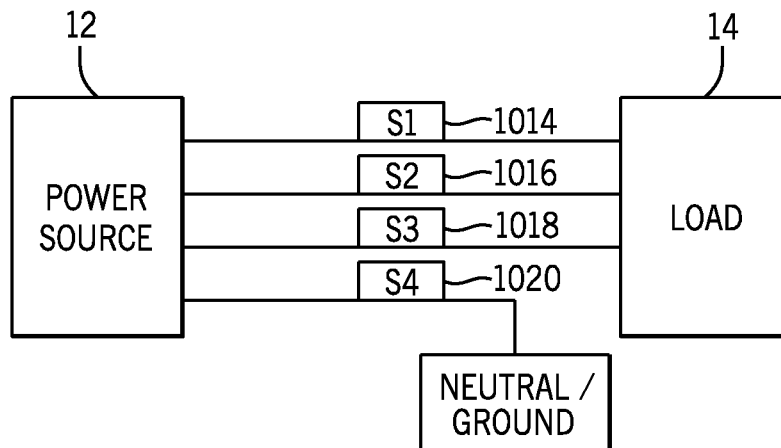 12
14
S1
1014
S2
1016
S3
1018
S4
1020
POWER
SOURCE
LOAD
NEUTRAL /
GROUND